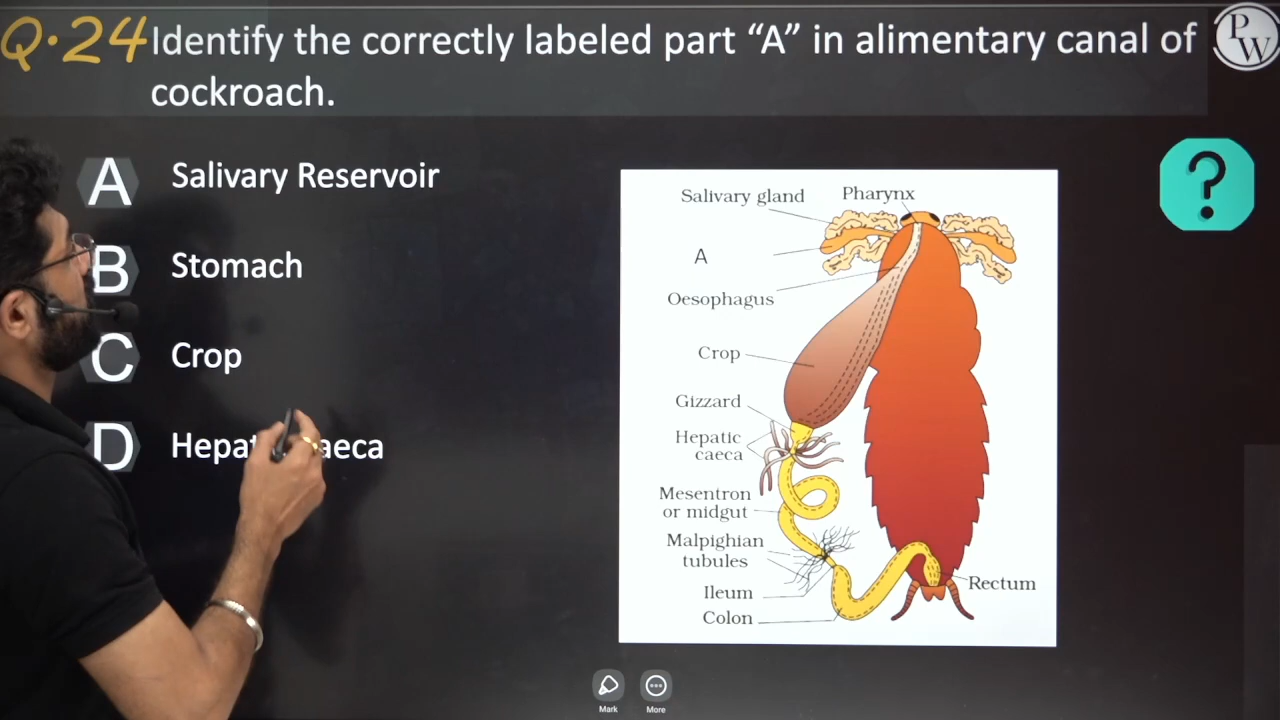 Q.24 Identify the correctly labeled part “A” in alimentary canal of
cockroach.
PW
A Salivary Reservoir
B Stomach
C Crop
D Hepat aeca
?
Salivary gland
Pharynx
A
Oesophagus
Crop
Gizzard
Hepatic
caeca
Mesentron
or midgut
Malpighian
tubules
Ileum
Colon
Rectum
Mark
More